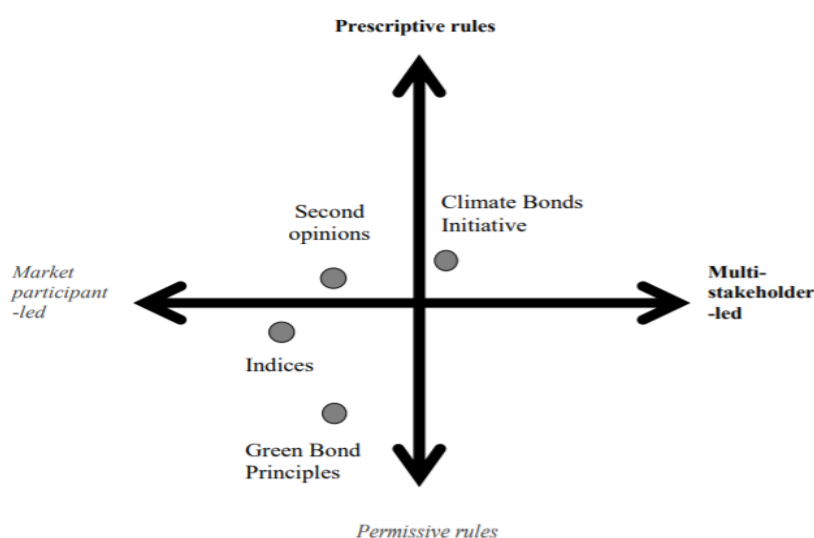 Prescriptive rules
Climate Bonds
Initiative
Second
opinions
Market
participant
-led
Multi-
stakeholder
-led
Indices
Green Bond
Principles
Permissive rules